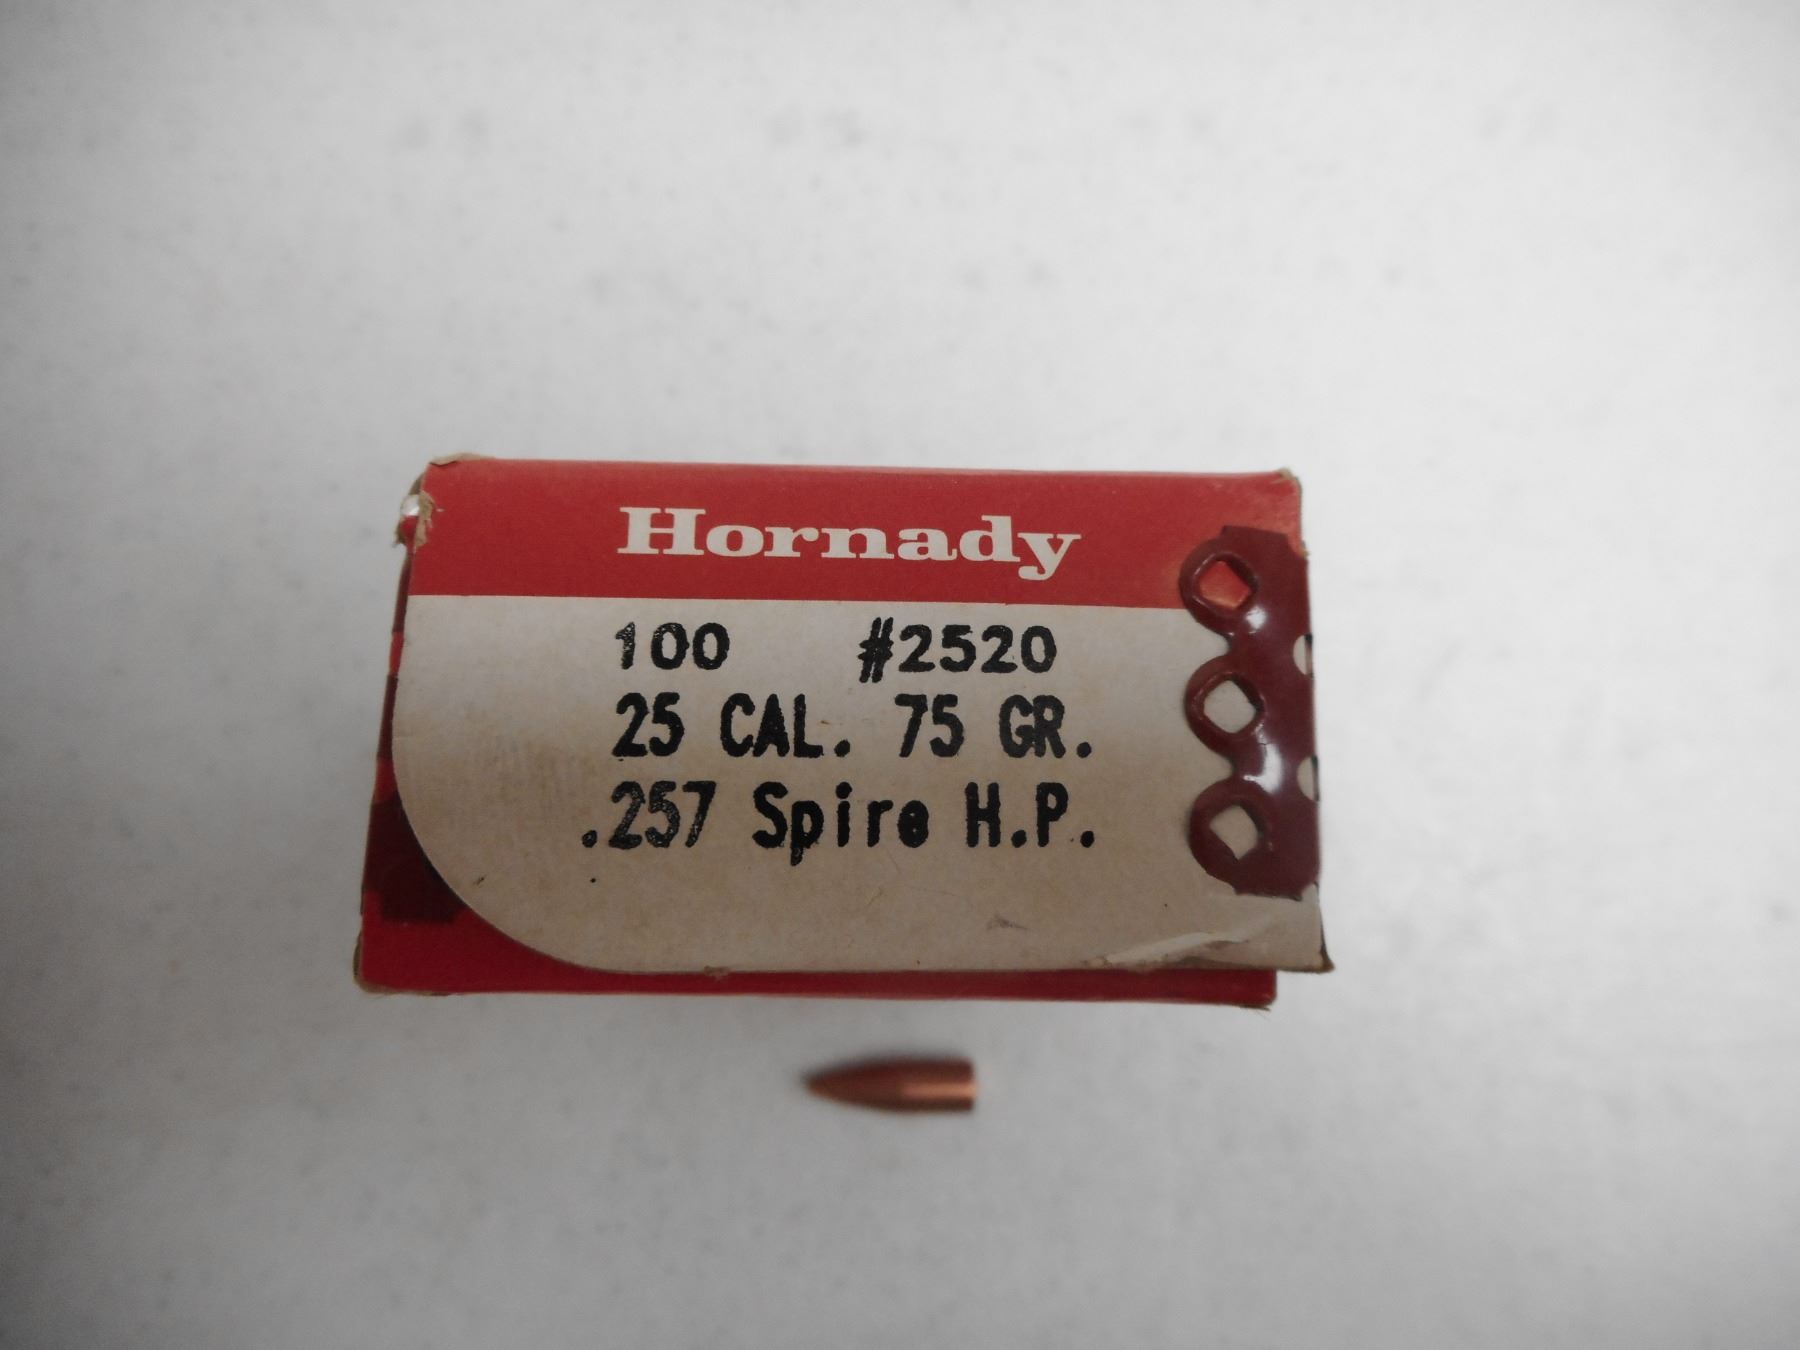 Hornady
100 #2520
25 CAL. 75 GR.
.257 Spire H.P.